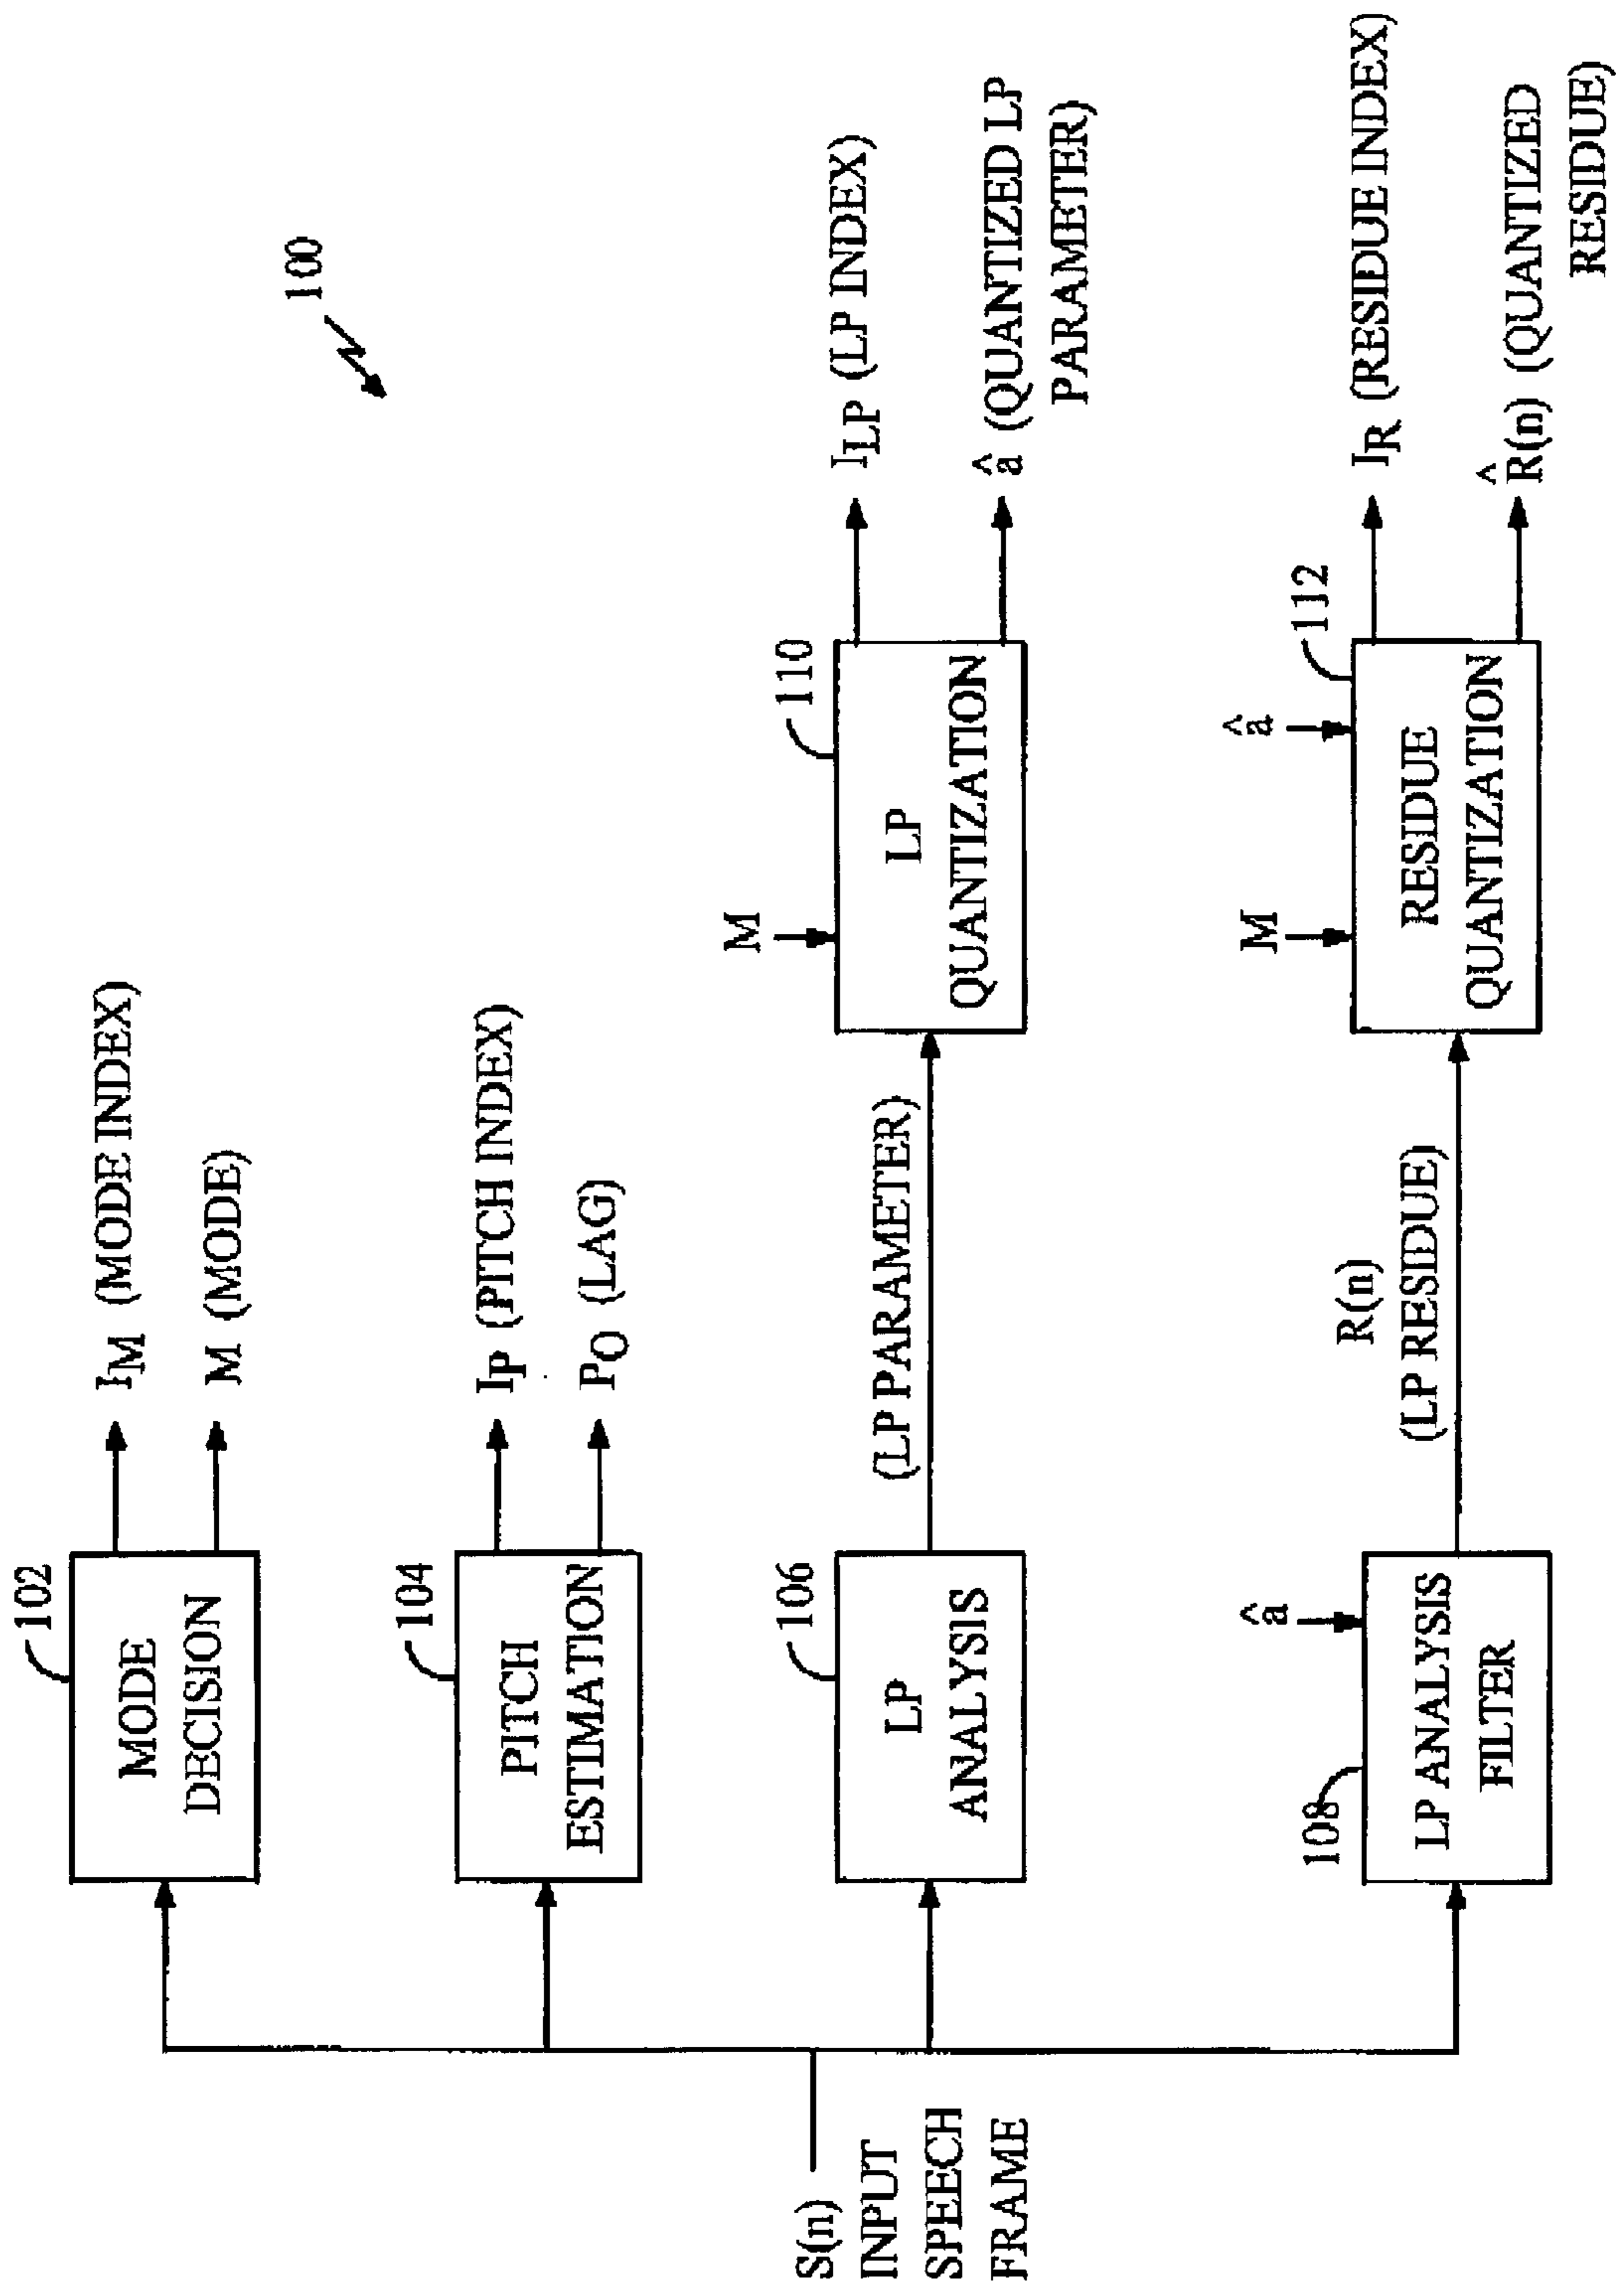 100
S(n)
INPUT
SPEECH
FRAME
102
MODE
DECISION
I_M (MODE INDEX)
M (MODE)
104
PITCH
ESTIMATION
I_P (PITCH INDEX)
P_O (LAG)
106
LP
ANALYSIS
(LP PARAMETER)
M
110
LP
QUANTIZATION
I_LP (LP INDEX)
â (QUANTIZED LP
PARAMETER)
108
â
LP ANALYSIS
FILTER
R(n)
(LP RESIDUE)
M
â
112
RESIDUE
QUANTIZATION
I_R (RESIDUE INDEX)
R̂(n) (QUANTIZED
RESIDUE)